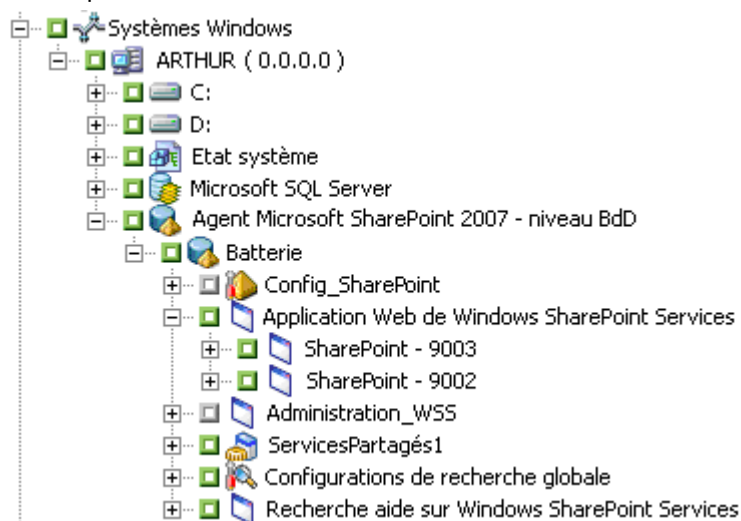 Systèmes Windows
ARTHUR ( 0.0.0.0 )
C:
D:
Etat système
Microsoft SQL Server
Agent Microsoft SharePoint 2007 - niveau BdD
Batterie
Config_SharePoint
Application Web de Windows SharePoint Services
SharePoint - 9003
SharePoint - 9002
Administration_WSS
ServicesPartagés1
Configurations de recherche globale
Recherche aide sur Windows SharePoint Services